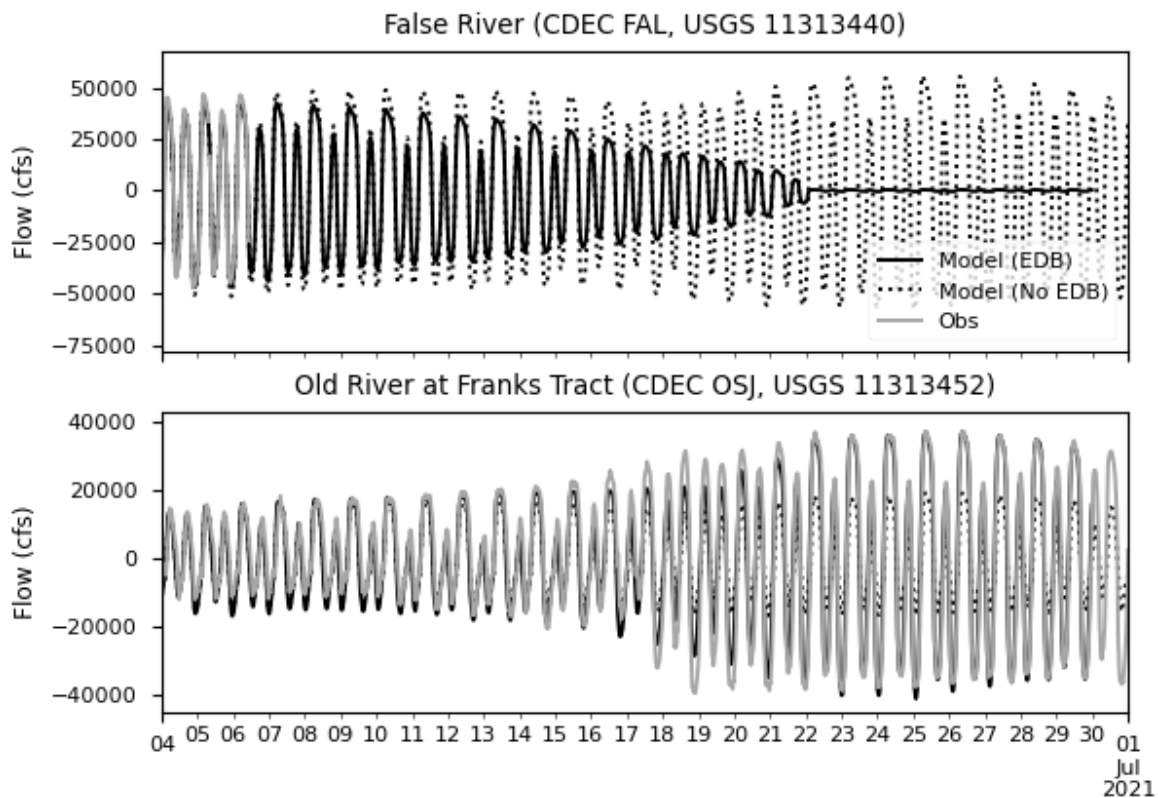 False River (CDEC FAL, USGS 11313440)
50000
25000
0
−25000
−50000
−75000
Flow (cfs)
Model (EDB)
Model (No EDB)
Obs
Old River at Franks Tract (CDEC OSJ, USGS 11313452)
40000
20000
0
−20000
−40000
Flow (cfs)
04 05 06 07 08 09 10 11 12 13 14 15 16 17 18 19 20 21 22 23 24 25 26 27 28 29 30 01
Jul
2021